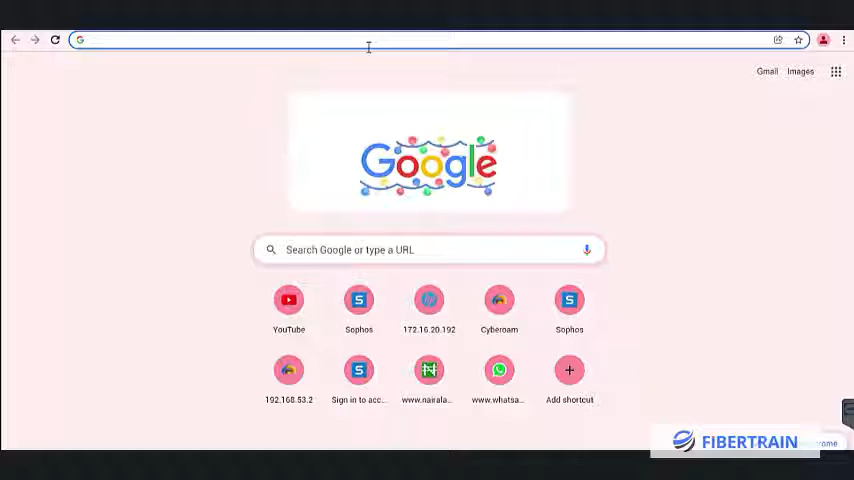 Gmail Images
Google
Search Google or type a URL
YouTube Sophos 172.16.20.192 Cyberoam Sophos
192.168.53.2 Sign in to acc... www.nairala... www.whatsa... Add shortcut
FIBERTRAIN